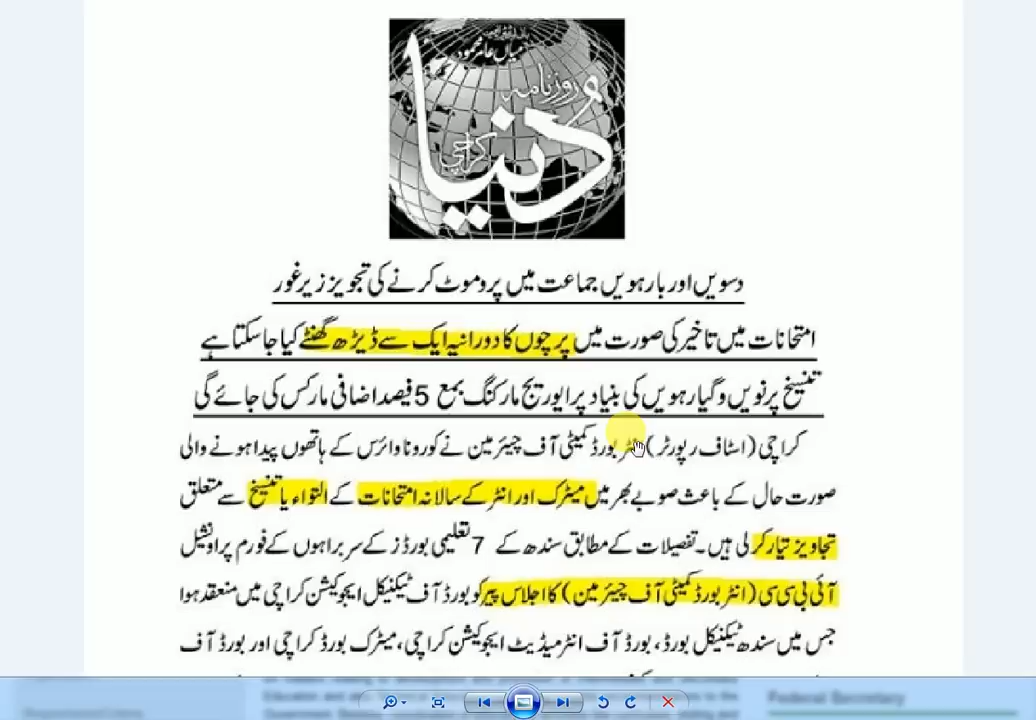 میاں عامر محمود
روزنامہ
دُنیا
کراچی
دسویں اور بارہویں جماعت میں پروموٹ کرنے کی تجویز زیر غور
امتحانات میں تاخیر کی صورت میں پرچوں کا دورانیہ ایک سے ڈیڑھ گھنٹے کیا جاسکتا ہے
تنسیخ پر نویں و گیارہویں کی بنیاد پر ایوریج مارکنگ بمع 5 فیصد اضافی مارکس کی جائے گی
کراچی (اسٹاف رپورٹر) انٹر بورڈ کمیٹی آف چیئرمین نے کورونا وائرس کے ہاتھوں پیدا ہونے والی
صورت حال کے باعث صوبے بھر میں میٹرک اور انٹر کے سالانہ امتحانات کے التواء یا تنسیخ سے متعلق
تجاویز تیار کر لی ہیں۔ تفصیلات کے مطابق سندھ کے 7 تعلیمی بورڈز کے سربراہوں کے فورم پراونشیل
آئی بی سی سی (انٹر بورڈ کمیٹی آف چیئرمین) کا اجلاس پیر کو بورڈ آف ٹیکنیکل ایجوکیشن کراچی میں منعقد ہوا
جس میں سندھ ٹیکنیکل بورڈ، بورڈ آف انٹرمیڈیٹ ایجوکیشن کراچی، میٹرک بورڈ کراچی اور بورڈ آف
Federal Secretary